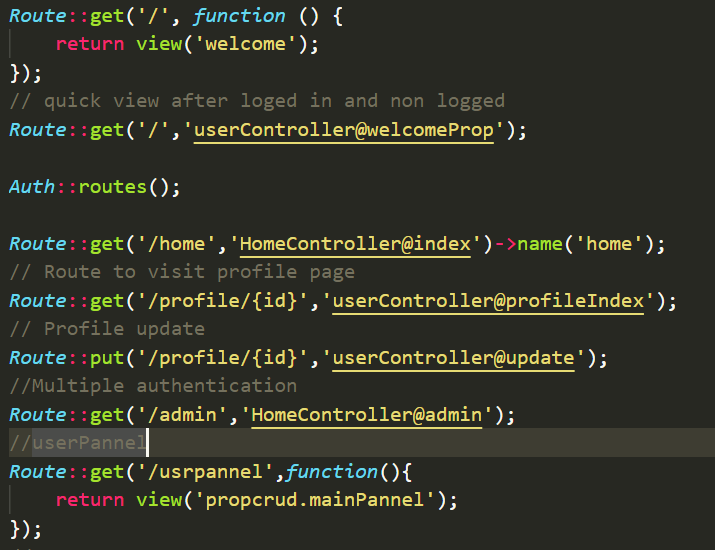 Route::get('/', function () {
    return view('welcome');
});
// quick view after loged in and non logged
Route::get('/','userController@welcomeProp');
Auth::routes();
Route::get('/home','HomeController@index')->name('home');
// Route to visit profile page
Route::get('/profile/{id}','userController@profileIndex');
// Profile update
Route::put('/profile/{id}','userController@update');
//Multiple authentication
Route::get('/admin','HomeController@admin');
//userPannel
Route::get('/usrpannel',function(){
    return view('propcrud.mainPannel');
});